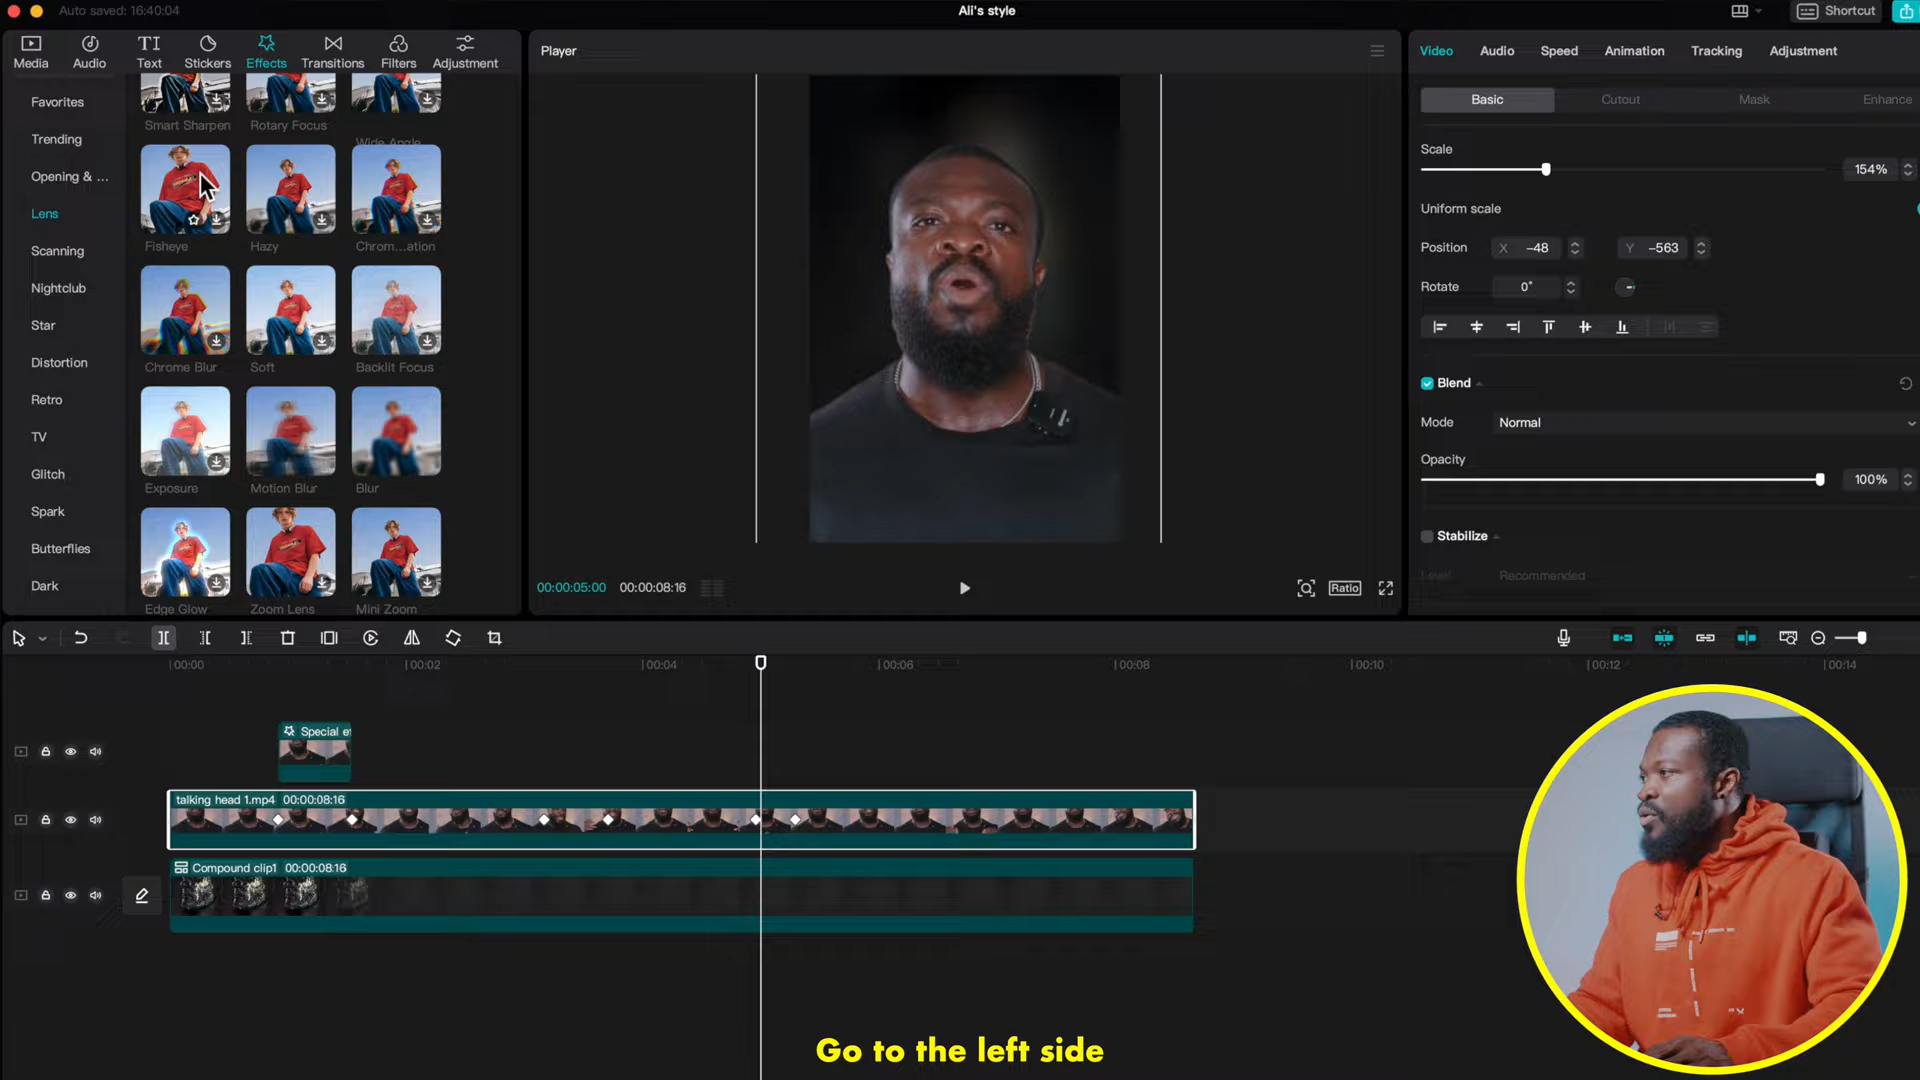 Auto saved: 16:40:04
Ali's style
Shortcut
Media
Audio
Text
Stickers
Effects
Transitions
Filters
Adjustment
Favorites
Trending
Opening & ...
Lens
Scanning
Nightclub
Star
Distortion
Retro
TV
Glitch
Spark
Butterflies
Dark
Smart Sharpen
Rotary Focus
Wide Angle
Fisheye
Hazy
Chrom...ation
Chrome Blur
Soft
Backlit Focus
Exposure
Motion Blur
Blur
Edge Glow
Zoom Lens
Mini Zoom
Player
00:00:05:00
00:00:08:16
Ratio
Video
Audio
Speed
Animation
Tracking
Adjustment
Basic
Cutout
Mask
Enhance
Scale
154%
Uniform scale
Position
X
-48
Y
-563
Rotate
0°
Blend
Mode
Normal
Opacity
100%
Stabilize
Level
Recommended
00:00
00:02
00:04
00:06
00:08
00:10
00:12
00:14
Special ef
talking head 1.mp4 00:00:08:16
Compound clip1 00:00:08:16
Go to the left side